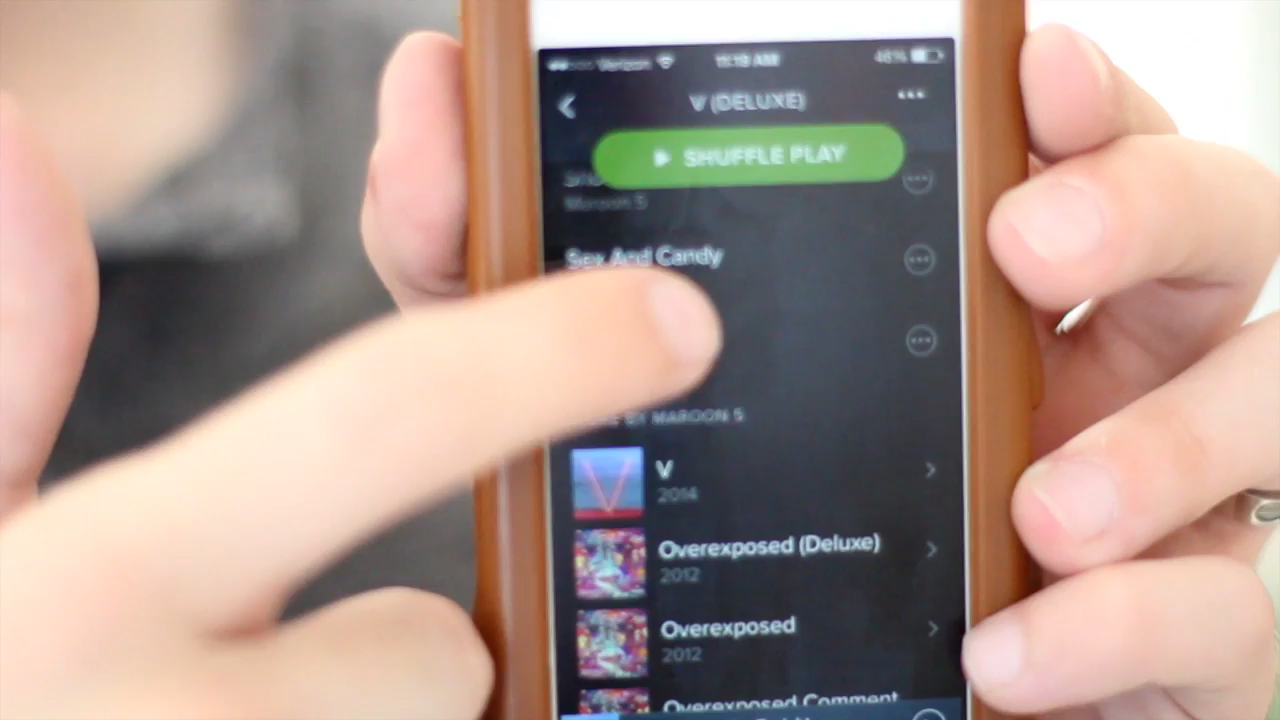 Verizon 11:19 AM 46%
V (DELUXE)
SHUFFLE PLAY
Maroon 5
Sex And Candy
BY MAROON 5
V
2014
Overexposed (Deluxe)
2012
Overexposed
2012
Overexposed Comment